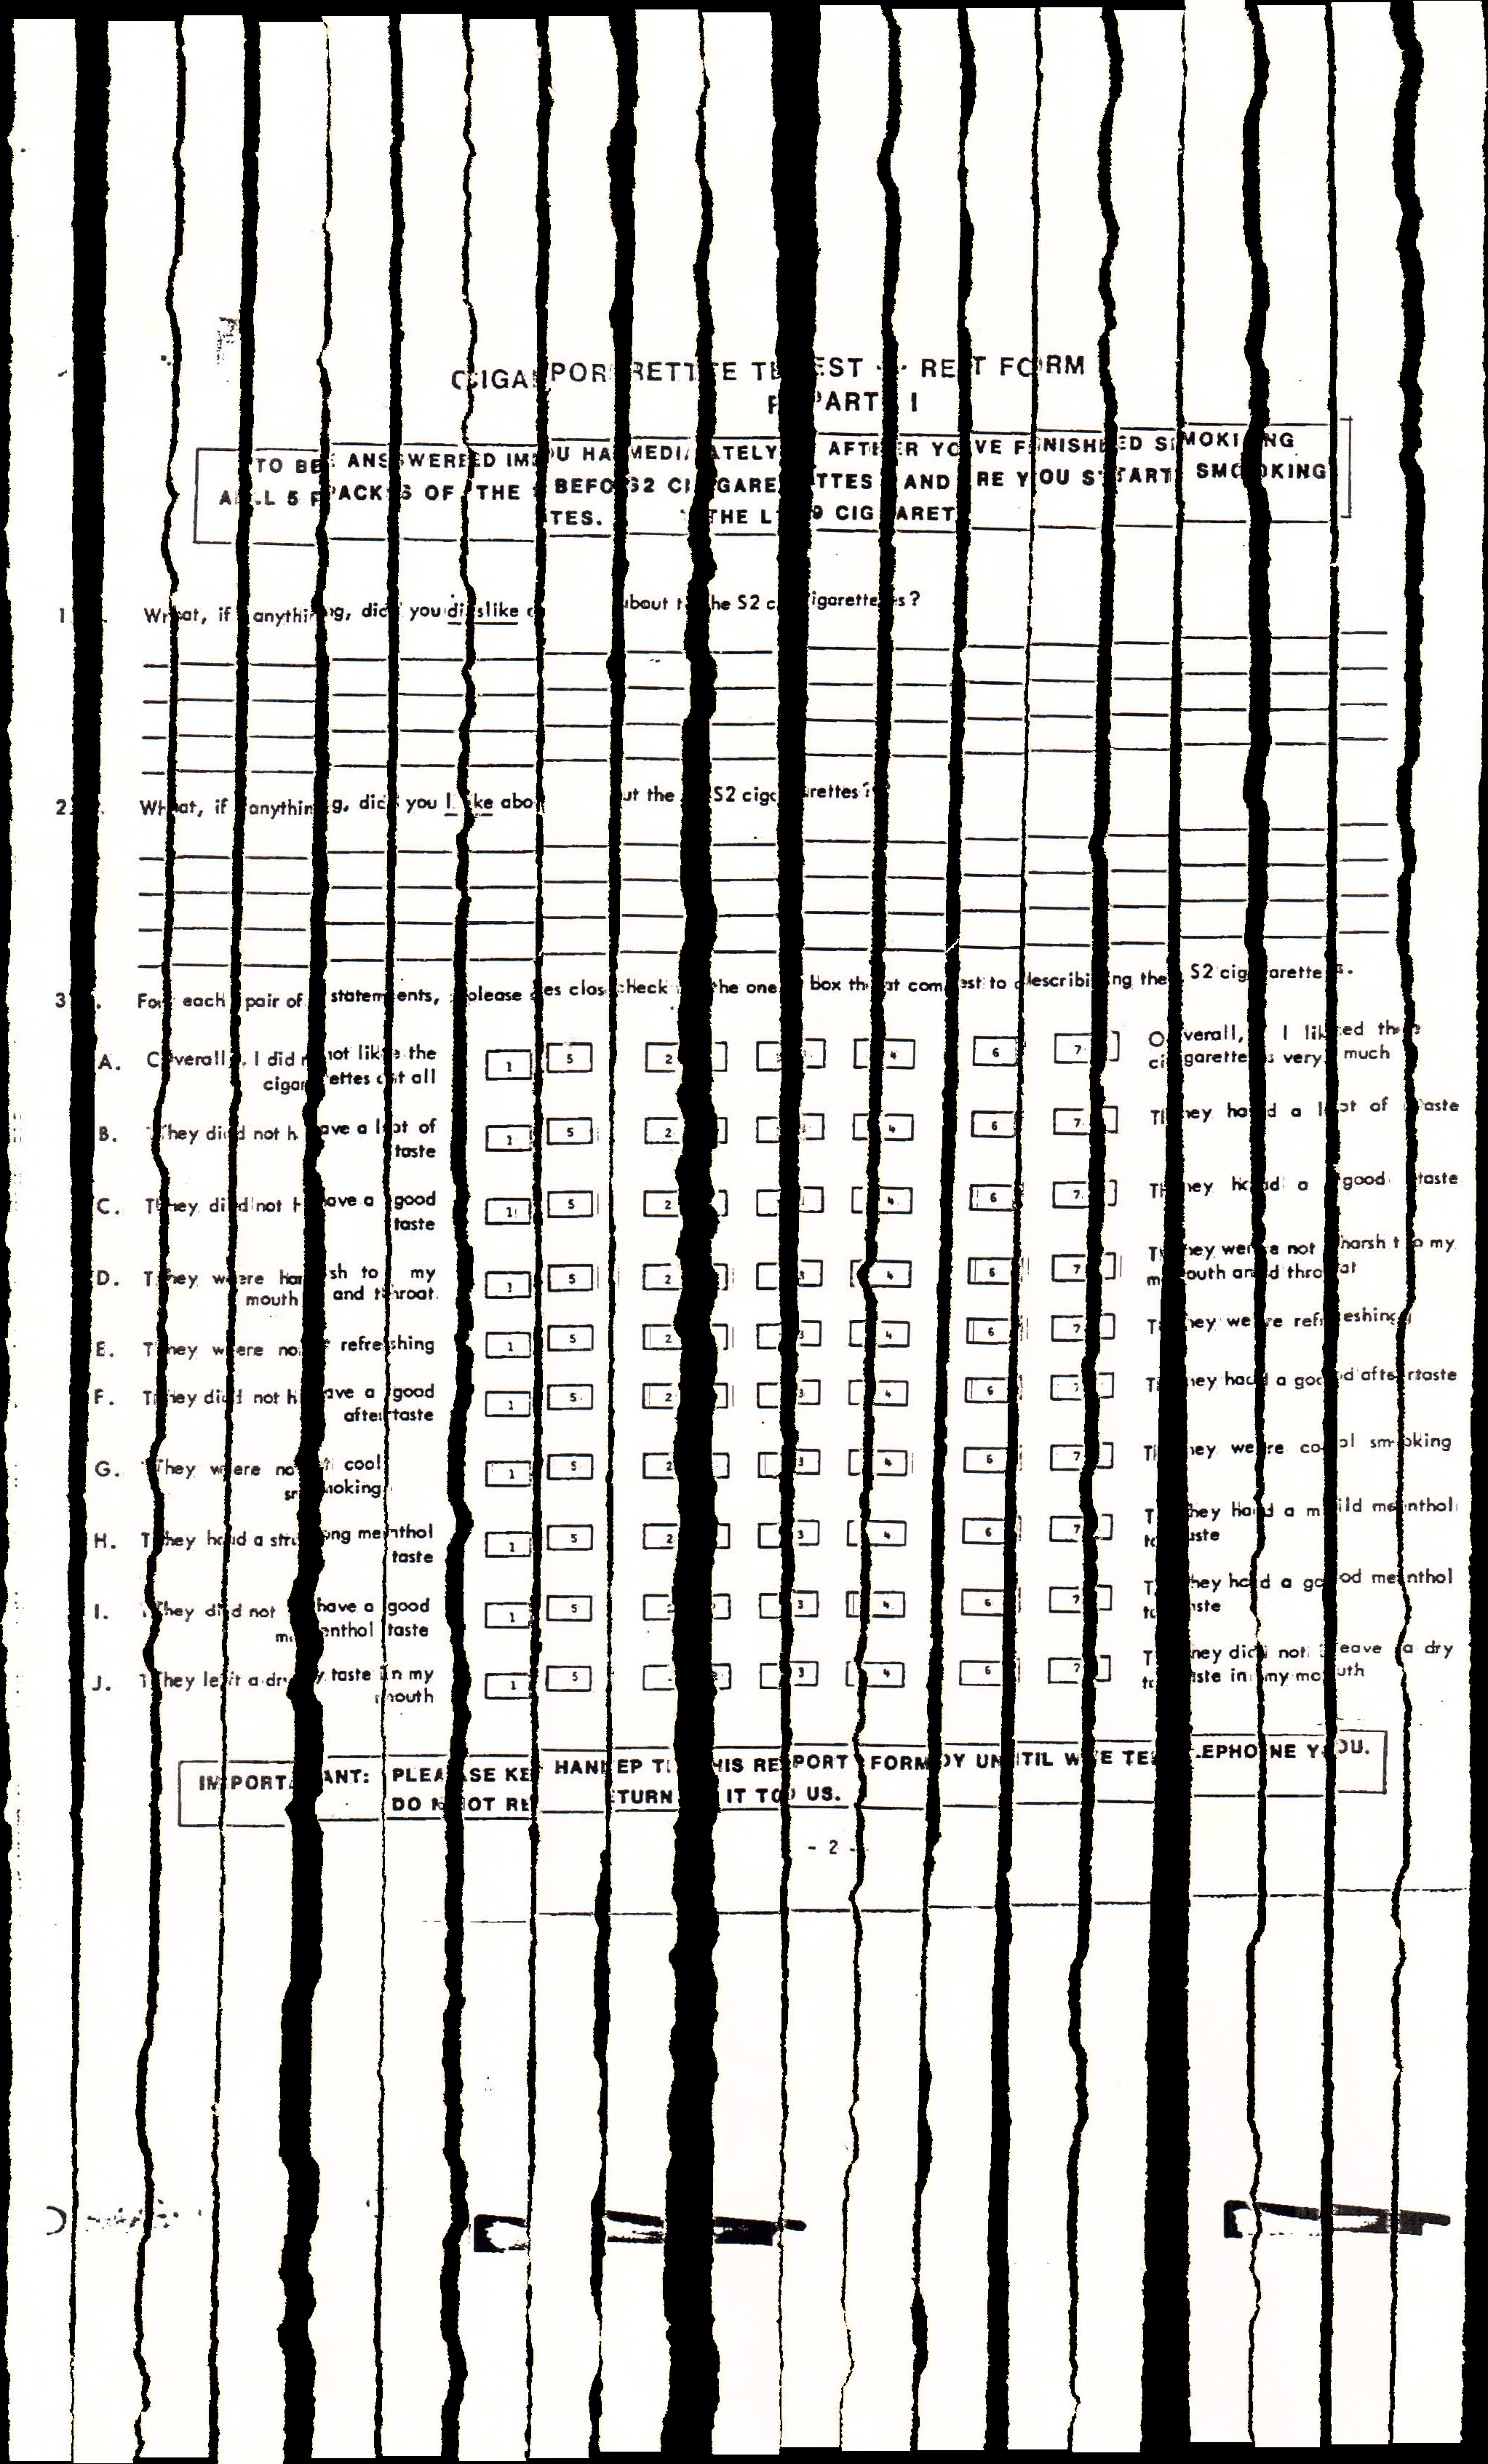 CIGARETTE TEST - REPORT FORM
PART I
TO BE ANSWERED IMMEDIATELY AFTER YOU HAVE FINISHED SMOKING
ALL 5 PACKS OF THE S2 CIGARETTES AND BEFORE YOU START SMOKING
THE CIGARETTES.
1. What, if anything, did you dislike about the S2 cigarettes?
2. What, if anything, did you like about the S2 cigarettes?
3. For each pair of statements, please check the one box that comes closest to describing the S2 cigarettes.
A. Overall, I did not like the cigarettes at all 1 2 3 4 5 6 7 Overall, I liked the cigarettes very much
B. They did not have a lot of taste 1 2 3 4 5 6 7 They had a lot of taste
C. They did not have a good taste 1 2 3 4 5 6 7 They had a good taste
D. They were harsh to my mouth and throat. 1 2 3 4 5 6 7 They were not harsh to my mouth and throat
E. They were not refreshing 1 2 3 4 5 6 7 They were refreshing
F. They did not have a good aftertaste 1 2 3 4 5 6 7 They had a good aftertaste
G. They were not cool smoking 1 2 3 4 5 6 7 They were cool smoking
H. They had a strong menthol taste 1 2 3 4 5 6 7 They had a mild menthol taste
I. They did not have a good menthol taste 1 2 3 4 5 6 7 They had a good menthol taste
J. They left a dry taste in my mouth 1 2 3 4 5 6 7 They did not leave a dry taste in my mouth
IMPORTANT: PLEASE KEEP THIS REPORT FORM HANDY UNTIL WE TELEPHONE YOU.
DO NOT RETURN IT TO US.
- 2 -